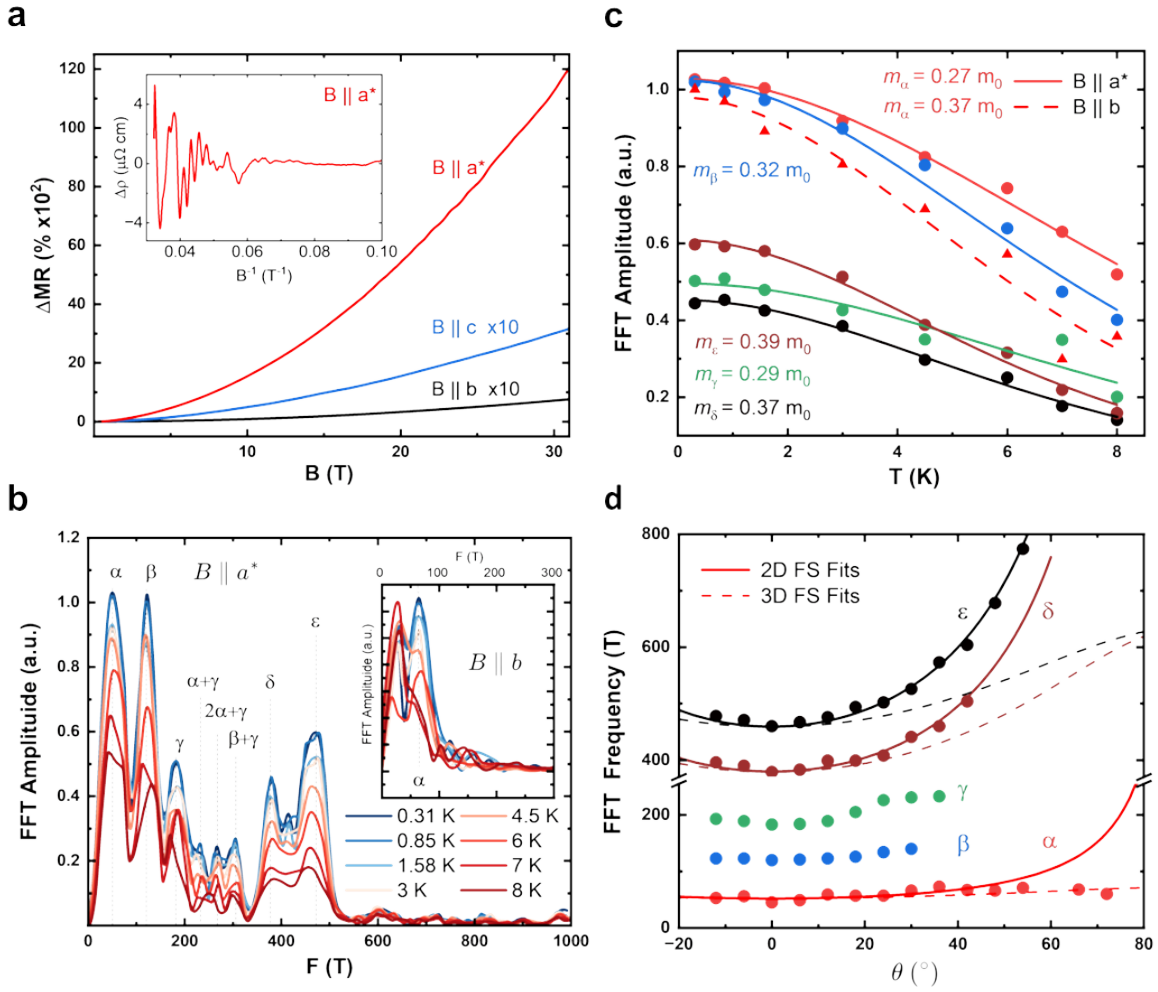 a
120
100
80
60
40
20
0
ΔMR (% x10²)
0
10
20
30
B (T)
B || a*
B || c x10
B || b x10
B || a*
4
0
−4
Δρ (μΩ cm)
0.04
0.06
0.08
0.10
B⁻¹ (T⁻¹)
c
1.0
0.8
0.6
0.4
0.2
FFT Amplitude (a.u.)
0
2
4
6
8
T (K)
mα = 0.27 m₀
B || a*
mα = 0.37 m₀
B || b
mβ = 0.32 m₀
mε = 0.39 m₀
mγ = 0.29 m₀
mδ = 0.37 m₀
b
1.2
1.0
0.8
0.6
0.4
0.2
FFT Amplituide (a.u.)
0
200
400
600
800
1000
F (T)
α
β
B || a*
α+γ
2α+γ
β+γ
γ
δ
ε
F (T)
0
100
200
300
FFT Amplituide (a.u.)
B || b
α
0.31 K
4.5 K
0.85 K
6 K
1.58 K
7 K
3 K
8 K
d
800
600
400
200
0
FFT Frequency (T)
-20
0
20
40
60
80
θ (°)
2D FS Fits
3D FS Fits
ε
δ
γ
β
α